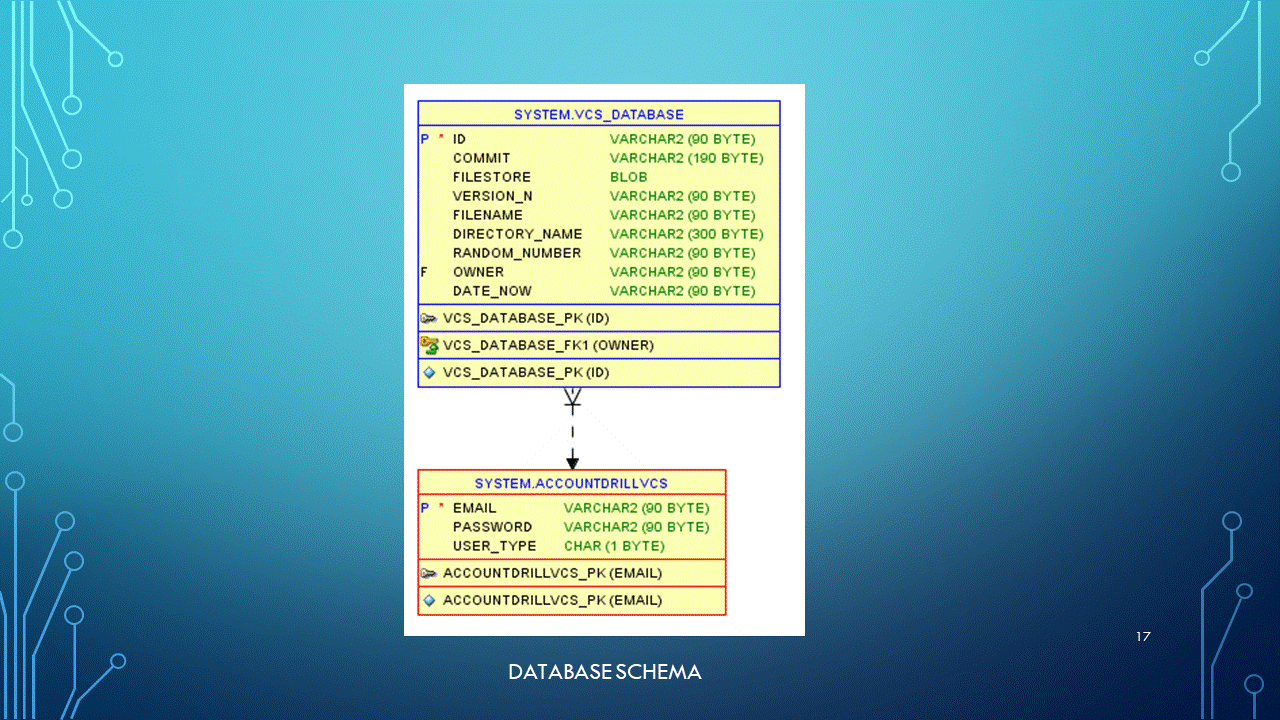 SYSTEM.VCS_DATABASE
P * ID VARCHAR2 (90 BYTE)
COMMIT VARCHAR2 (190 BYTE)
FILESTORE BLOB
VERSION_N VARCHAR2 (90 BYTE)
FILENAME VARCHAR2 (90 BYTE)
DIRECTORY_NAME VARCHAR2 (300 BYTE)
RANDOM_NUMBER VARCHAR2 (90 BYTE)
F OWNER VARCHAR2 (90 BYTE)
DATE_NOW VARCHAR2 (90 BYTE)
VCS_DATABASE_PK (ID)
VCS_DATABASE_FK1 (OWNER)
VCS_DATABASE_PK (ID)
SYSTEM.ACCOUNTDRILLVCS
P * EMAIL VARCHAR2 (90 BYTE)
PASSWORD VARCHAR2 (90 BYTE)
USER_TYPE CHAR (1 BYTE)
ACCOUNTDRILLVCS_PK (EMAIL)
ACCOUNTDRILLVCS_PK (EMAIL)
17
DATABASE SCHEMA